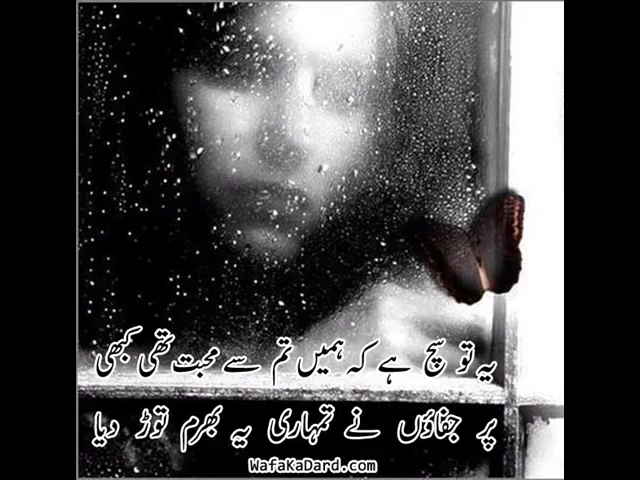 یہ تو سچ ہے کہ ہمیں تم سے محبت تھی کبھی
پر جفاؤں نے تمہاری یہ بھرم توڑ دیا
WafaKaDard.com